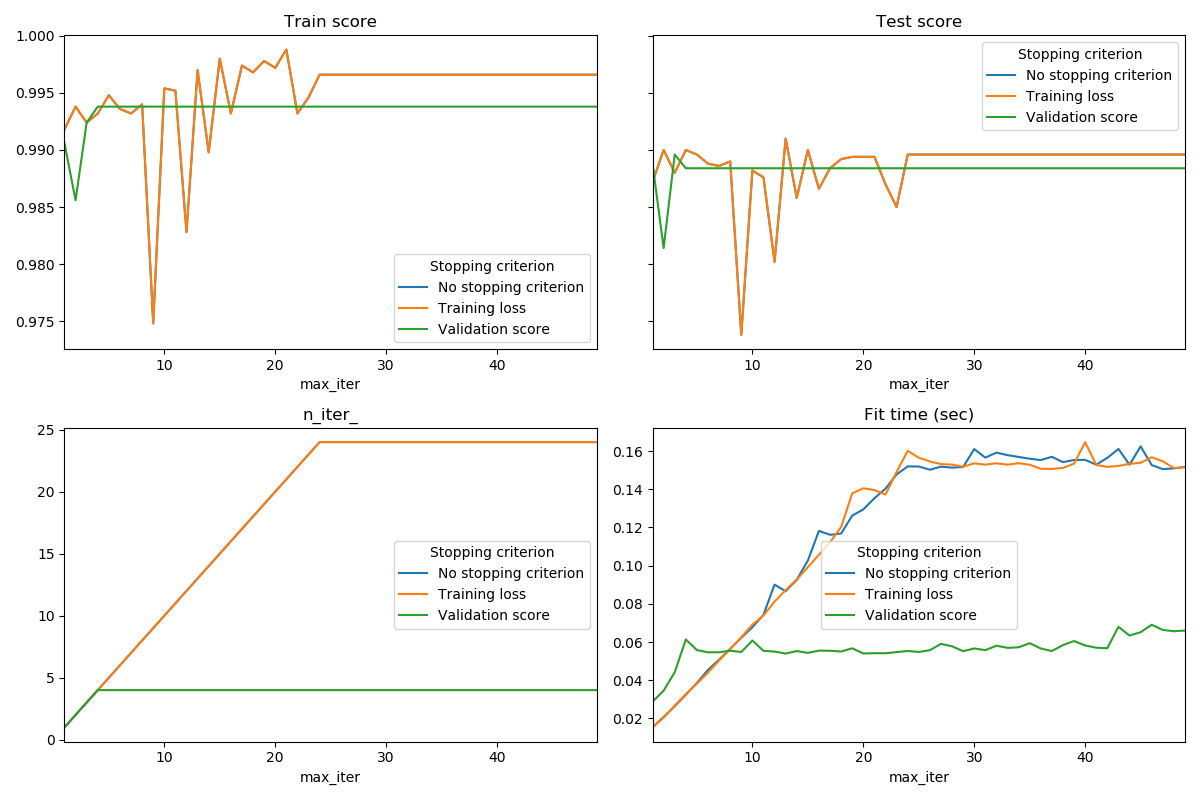 Train score
1.000
0.995
0.990
0.985
0.980
0.975
10
20
30
40
max_iter
Stopping criterion
No stopping criterion
Training loss
Validation score
Test score
10
20
30
40
max_iter
Stopping criterion
No stopping criterion
Training loss
Validation score
n_iter_
25
20
15
10
5
0
10
20
30
40
max_iter
Stopping criterion
No stopping criterion
Training loss
Validation score
Fit time (sec)
0.16
0.14
0.12
0.10
0.08
0.06
0.04
0.02
10
20
30
40
max_iter
Stopping criterion
No stopping criterion
Training loss
Validation score